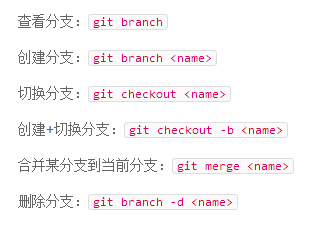 查看分支：git branch
创建分支：git branch <name>
切换分支：git checkout <name>
创建+切换分支：git checkout -b <name>
合并某分支到当前分支：git merge <name>
删除分支：git branch -d <name>